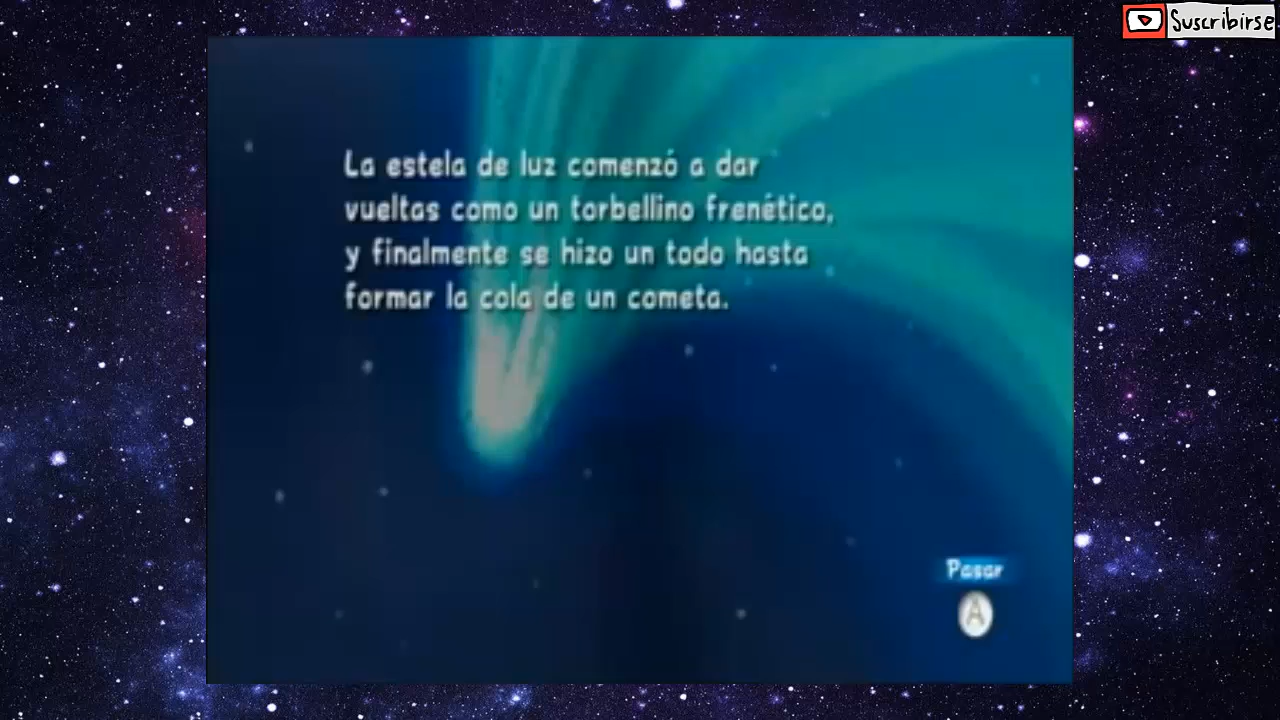 Suscribirse
La estela de luz comenzó a dar
vueltas como un torbellino frenético,
y finalmente se hizo un todo hasta
formar la cola de un cometa.
Pasar
A